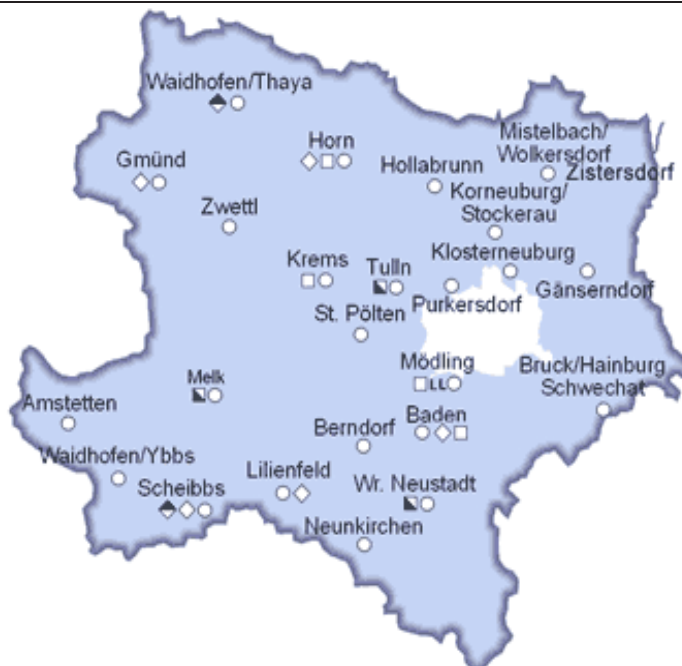 Waidhofen/Thaya
Horn
Mistelbach/
Wolkersdorf
Zistersdorf
Gmünd
Hollabrunn
Korneuburg/
Stockerau
Zwettl
Krems
Tulln
Klosterneuburg
Gänserndorf
Purkersdorf
St. Pölten
Mödling
LL
Bruck/Hainburg
Schwechat
Melk
Amstetten
Baden
Berndorf
Waidhofen/Ybbs
Scheibbs
Lilienfeld
Wr. Neustadt
Neunkirchen